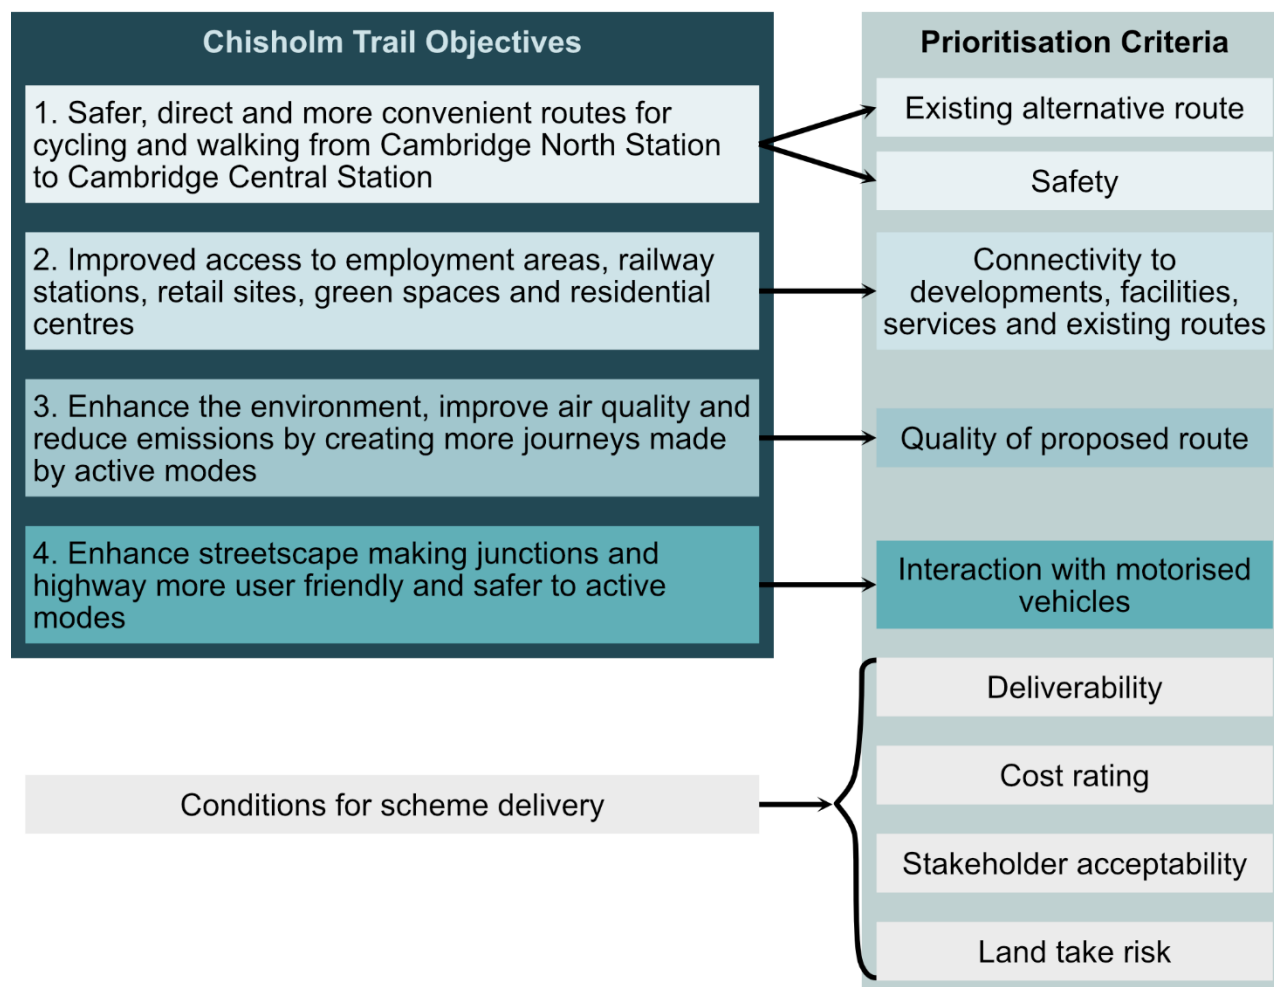 Chisholm Trail Objectives
Prioritisation Criteria
1. Safer, direct and more convenient routes for
cycling and walking from Cambridge North Station
to Cambridge Central Station
Existing alternative route
Safety
2. Improved access to employment areas, railway
stations, retail sites, green spaces and residential
centres
Connectivity to
developments, facilities,
services and existing routes
3. Enhance the environment, improve air quality and
reduce emissions by creating more journeys made
by active modes
Quality of proposed route
4. Enhance streetscape making junctions and
highway more user friendly and safer to active
modes
Interaction with motorised
vehicles
Conditions for scheme delivery
Deliverability
Cost rating
Stakeholder acceptability
Land take risk